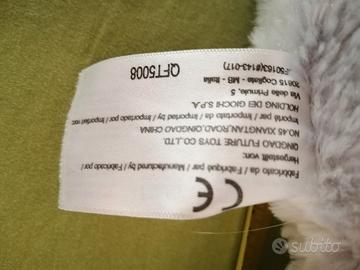 CE
Fabricato da / Fabriqué par / Manufactured by / Fabricado por /
Hergestellt von:
QINGDAO FUTURE TOYS CO.,LTD.
NO.45 XIANGTAN ROAD, QINGDAO CHINA
Importato da / Importado por / Imported by / Importé par / Importiert von:
HOLDING DEI GIOCHI S.P.A.
Via delle Primule, 5
20815 Cogliate - MB - Italia
QFT5008
subito